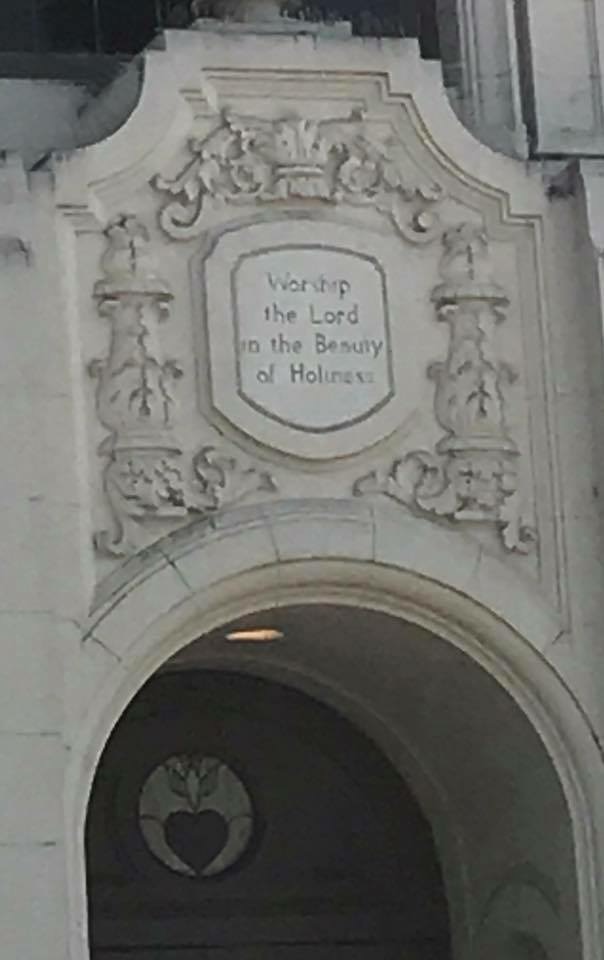 Worship
the Lord
in the Beauty
of Holiness